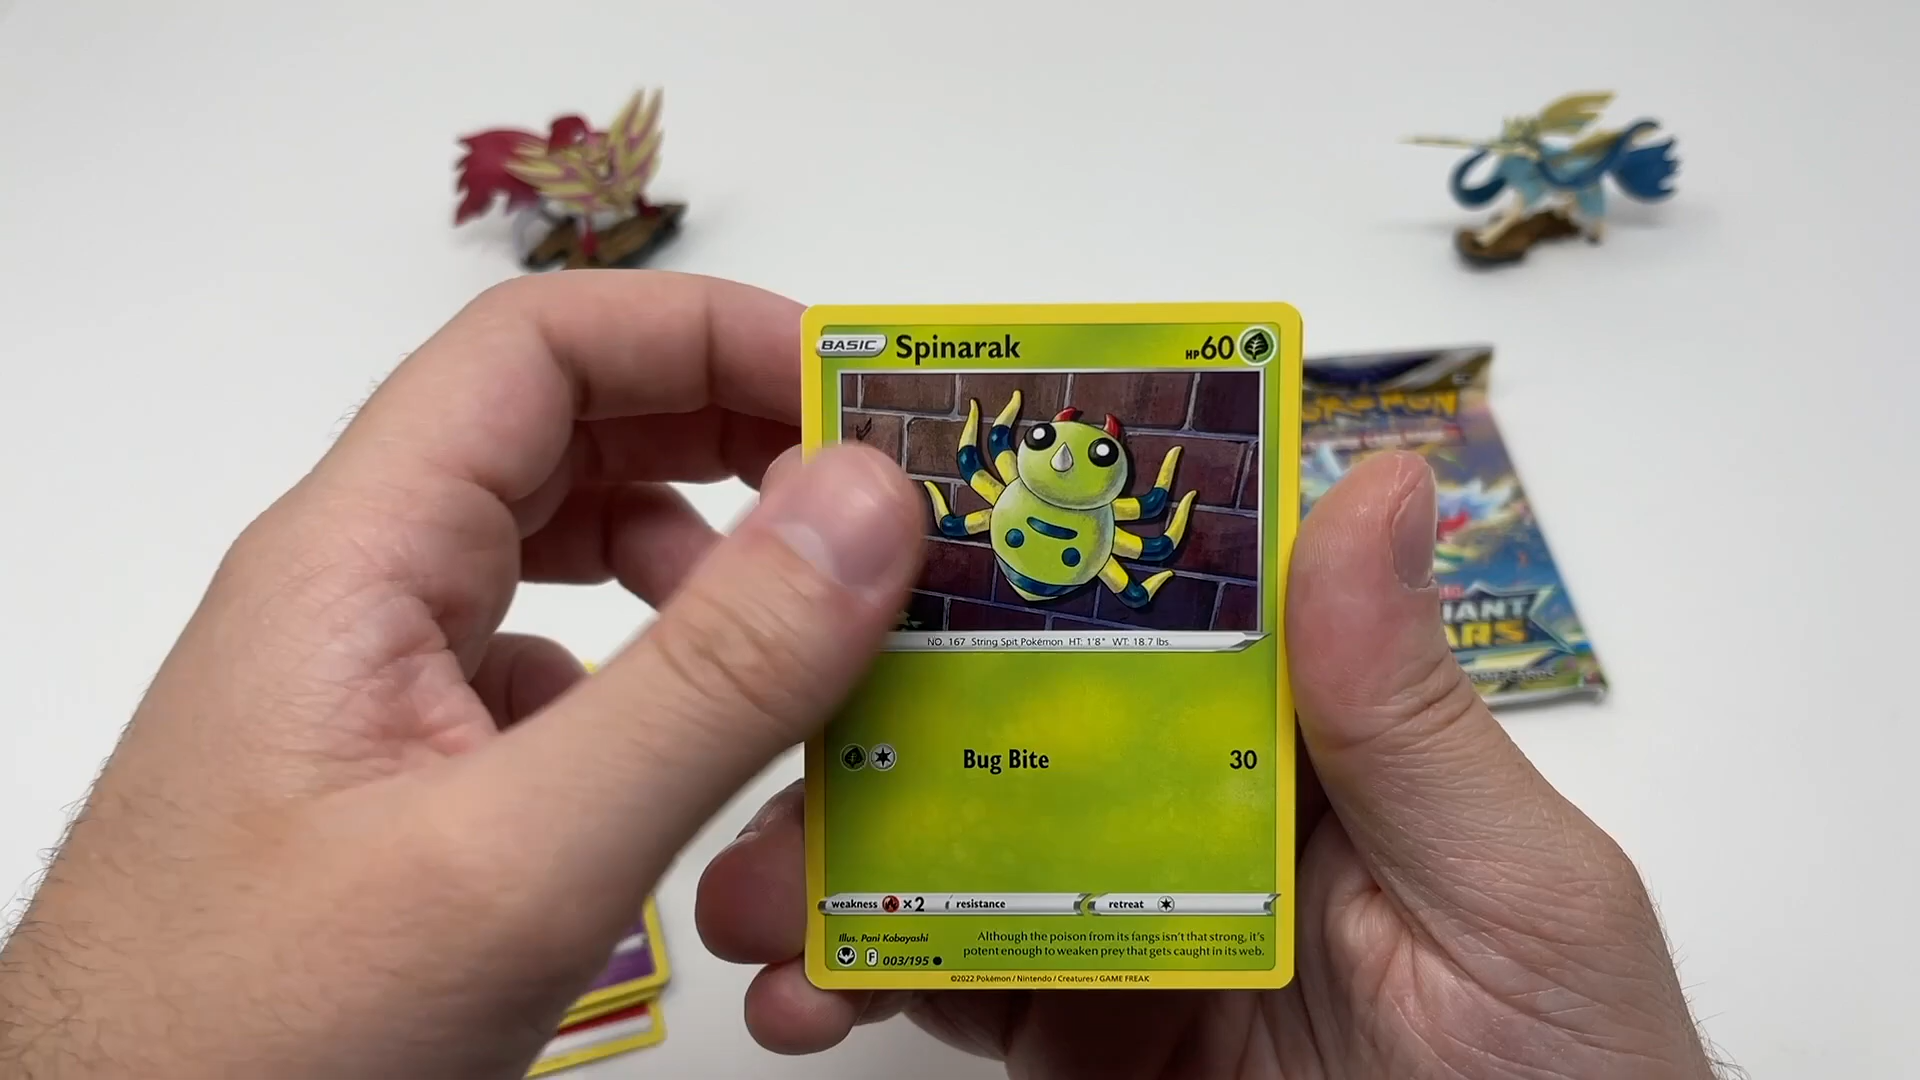 BASIC Spinarak HP60
NO. 167 String Spit Pokémon HT: 1'8" WT: 18.7 lbs.
Bug Bite 30
weakness ×2 resistance retreat
Illus. Pani Kobayashi
Although the poison from its fangs isn't that strong, it's
potent enough to weaken prey that gets caught in its web.
F 003/195
©2022 Pokémon / Nintendo / Creatures / GAME FREAK